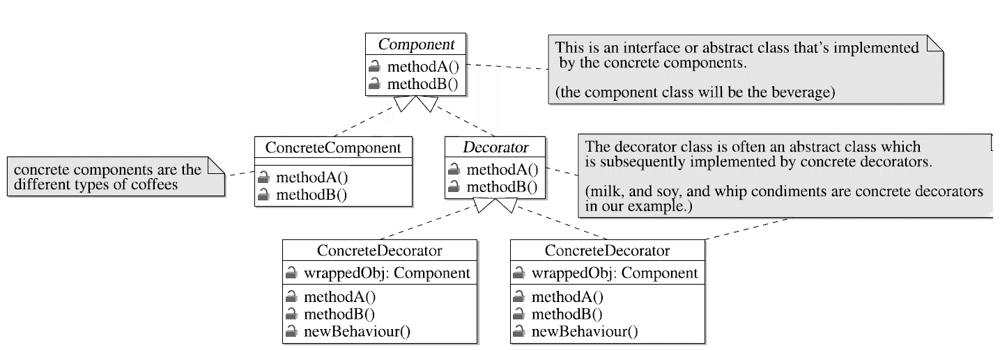 Component
methodA()
methodB()
This is an interface or abstract class that's implemented
by the concrete components.
(the component class will be the beverage)
ConcreteComponent
methodA()
methodB()
Decorator
methodA()
methodB()
concrete components are the
different types of coffees
The decorator class is often an abstract class which
is subsequently implemented by concrete decorators.
(milk, and soy, and whip condiments are concrete decorators
in our example.)
ConcreteDecorator
wrappedObj: Component
methodA()
methodB()
newBehaviour()
ConcreteDecorator
wrappedObj: Component
methodA()
methodB()
newBehaviour()